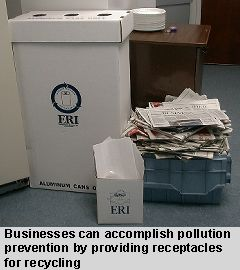 ERI
ALUMINUM CANS O
ERI
Businesses can accomplish pollution
prevention by providing receptacles
for recycling